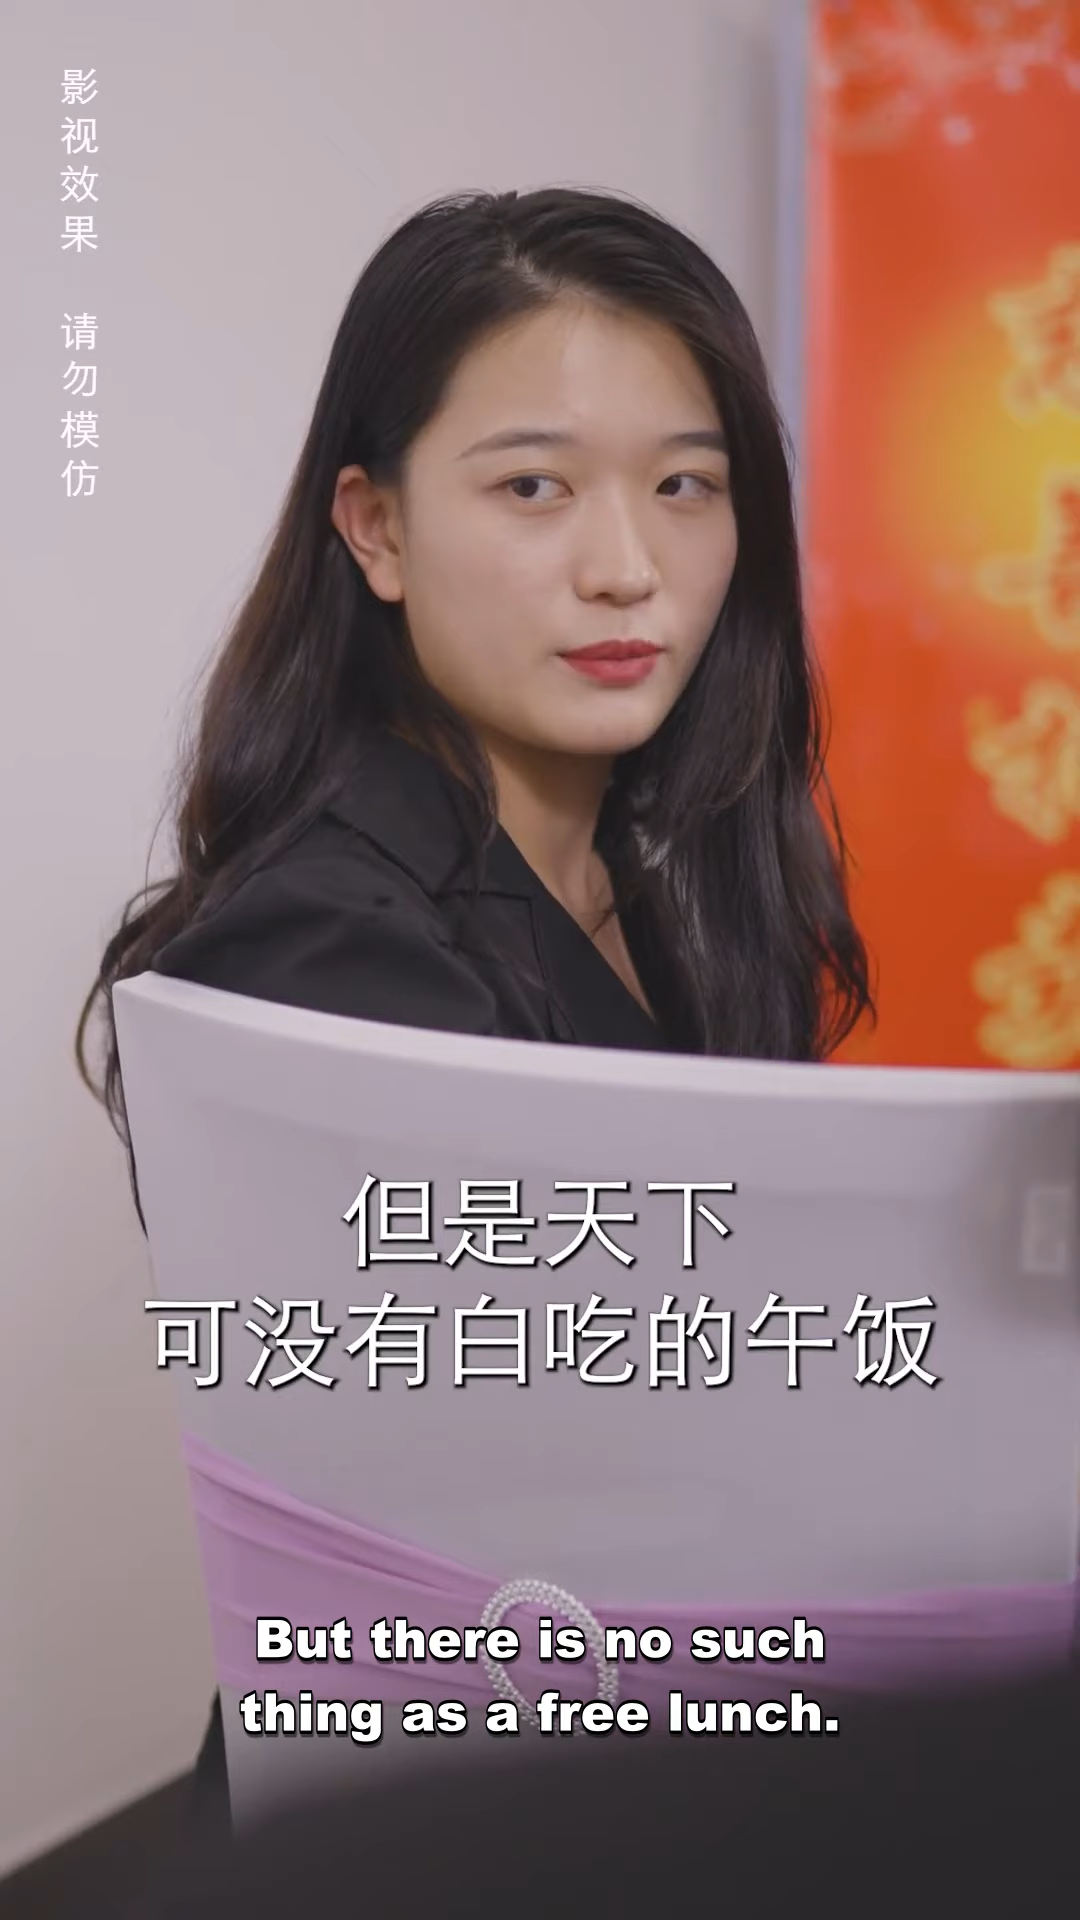 影视效果 请勿模仿
但是天下
可没有白吃的午饭
But there is no such
thing as a free lunch.